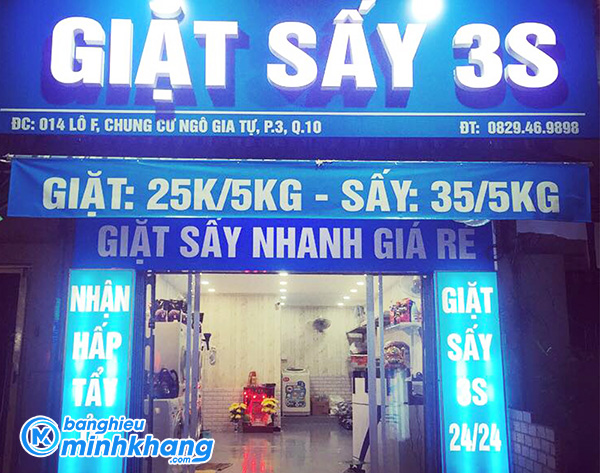 GIẶT SẤY 3S
ĐC: 014 LÔ F, CHUNG CƯ NGÔ GIA TỰ, P.3, Q.10
ĐT: 0829.46.9898
GIẶT: 25K/5KG - SẤY: 35/5KG
GIẶT SẤY NHANH GIÁ RẺ
NHẬN
HẤP
TẨY
GIẶT
SẤY
3S
24/24
banghieu
minhkhang
.com